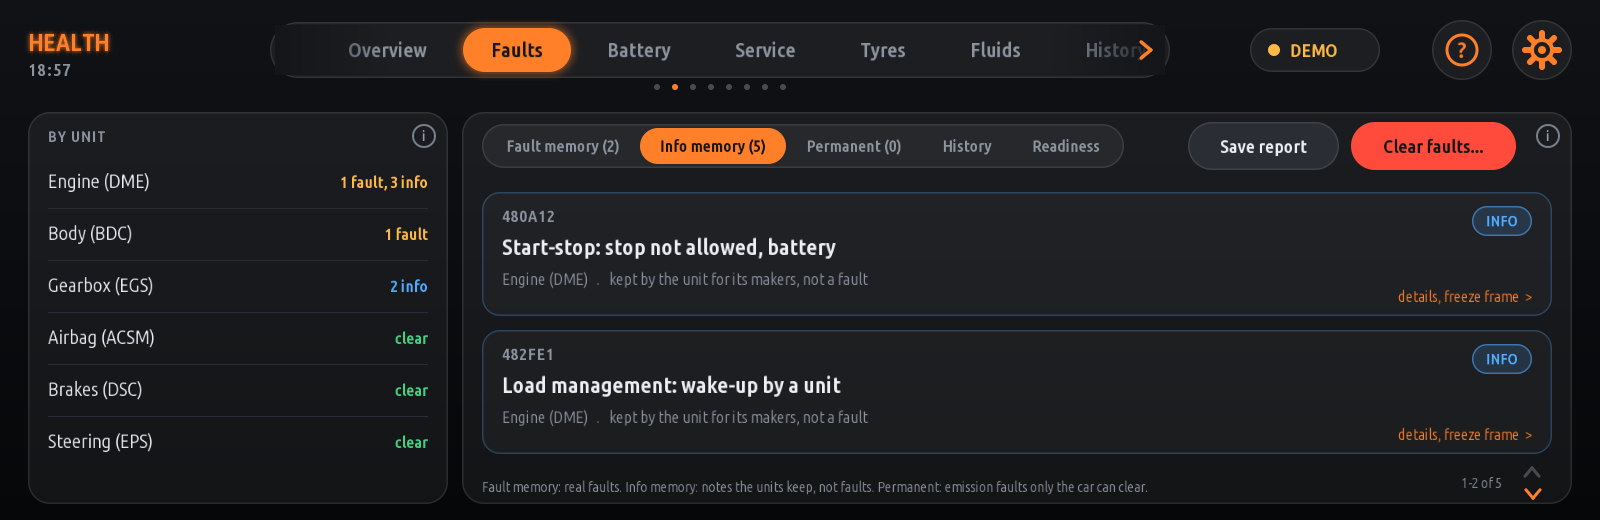 HEALTH
18:57
Overview
Faults
Battery
Service
Tyres
Fluids
History
DEMO
?
BY UNIT
i
Engine (DME)
1 fault, 3 info
Body (BDC)
1 fault
Gearbox (EGS)
2 info
Airbag (ACSM)
clear
Brakes (DSC)
clear
Steering (EPS)
clear
Fault memory (2)
Info memory (5)
Permanent (0)
History
Readiness
Save report
Clear faults...
i
480A12
INFO
Start-stop: stop not allowed, battery
Engine (DME) . kept by the unit for its makers, not a fault
details, freeze frame >
482FE1
INFO
Load management: wake-up by a unit
Engine (DME) . kept by the unit for its makers, not a fault
details, freeze frame >
Fault memory: real faults. Info memory: notes the units keep, not faults. Permanent: emission faults only the car can clear.
1-2 of 5